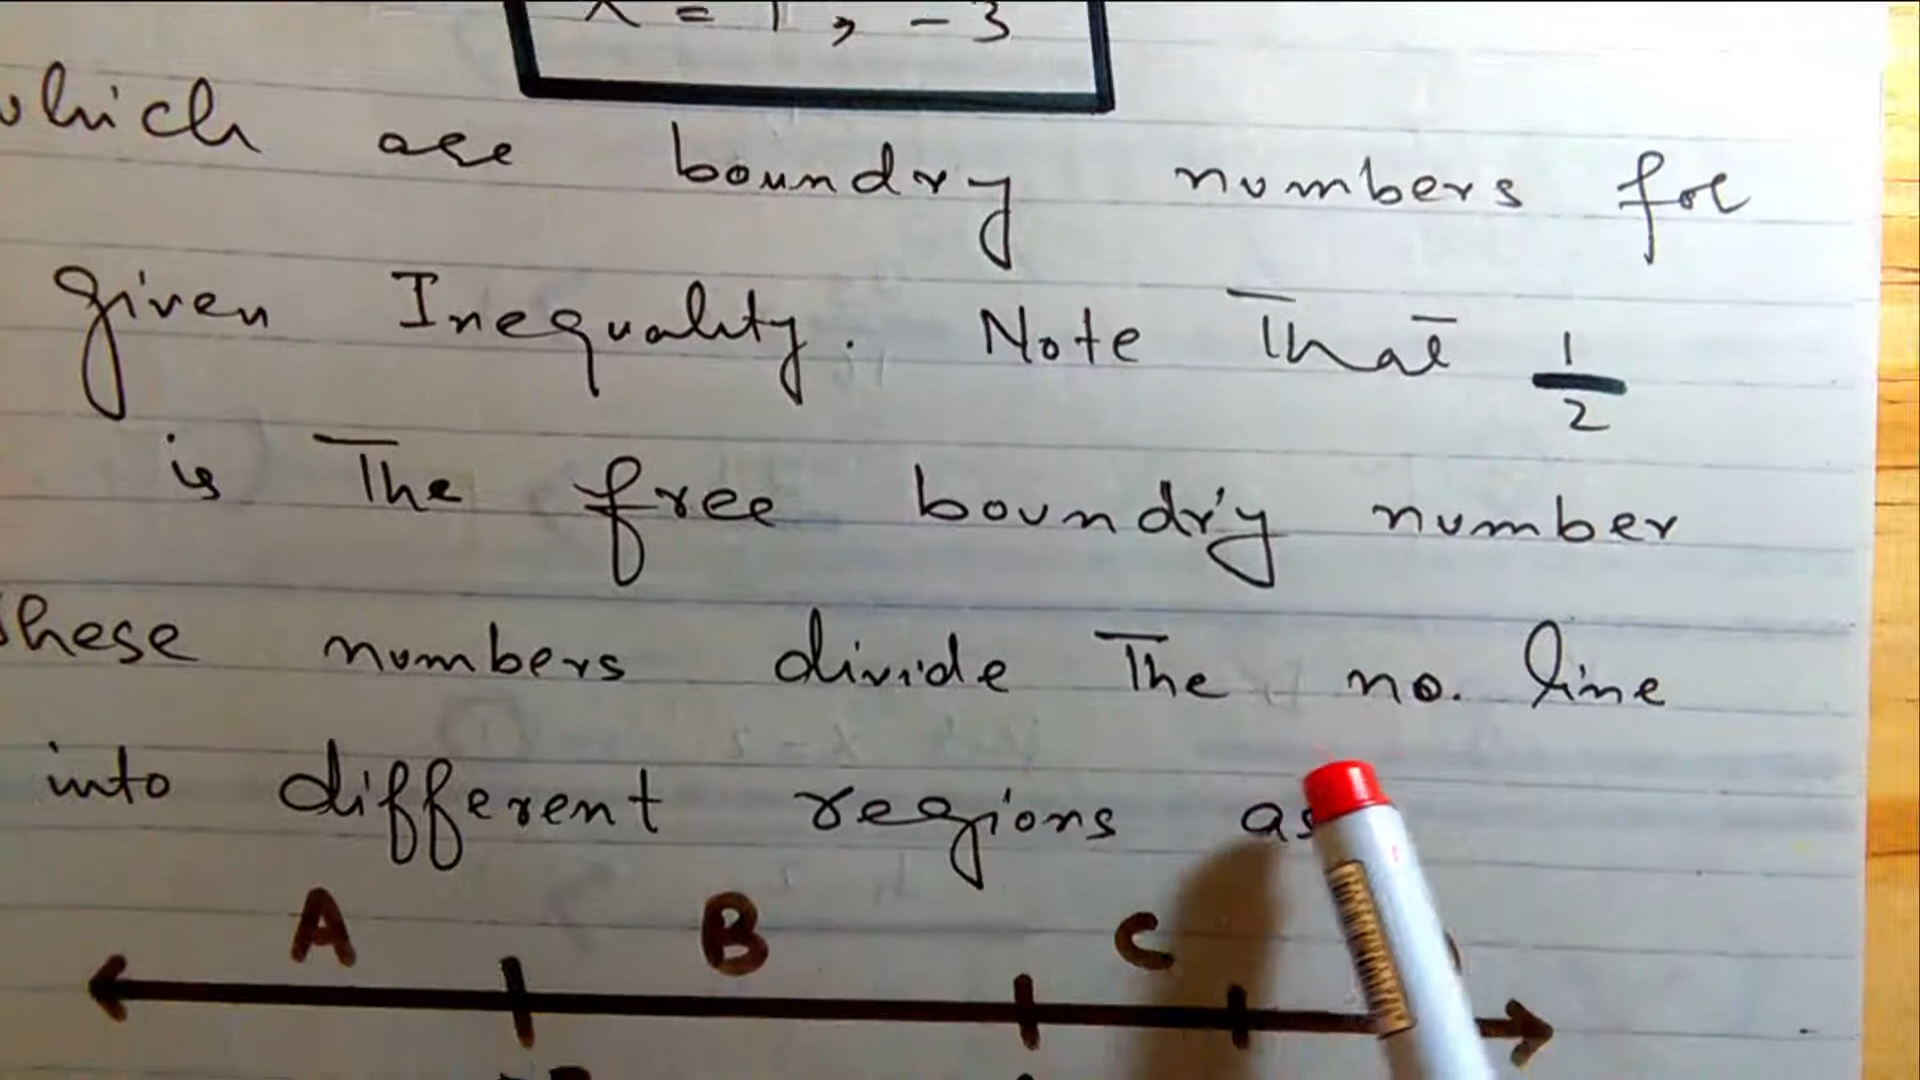 x = 1, -3
which are boundry numbers for
given Inequality. Note That 1/2
is The free boundry number
These numbers divide The no. line
into different regions as
A B C